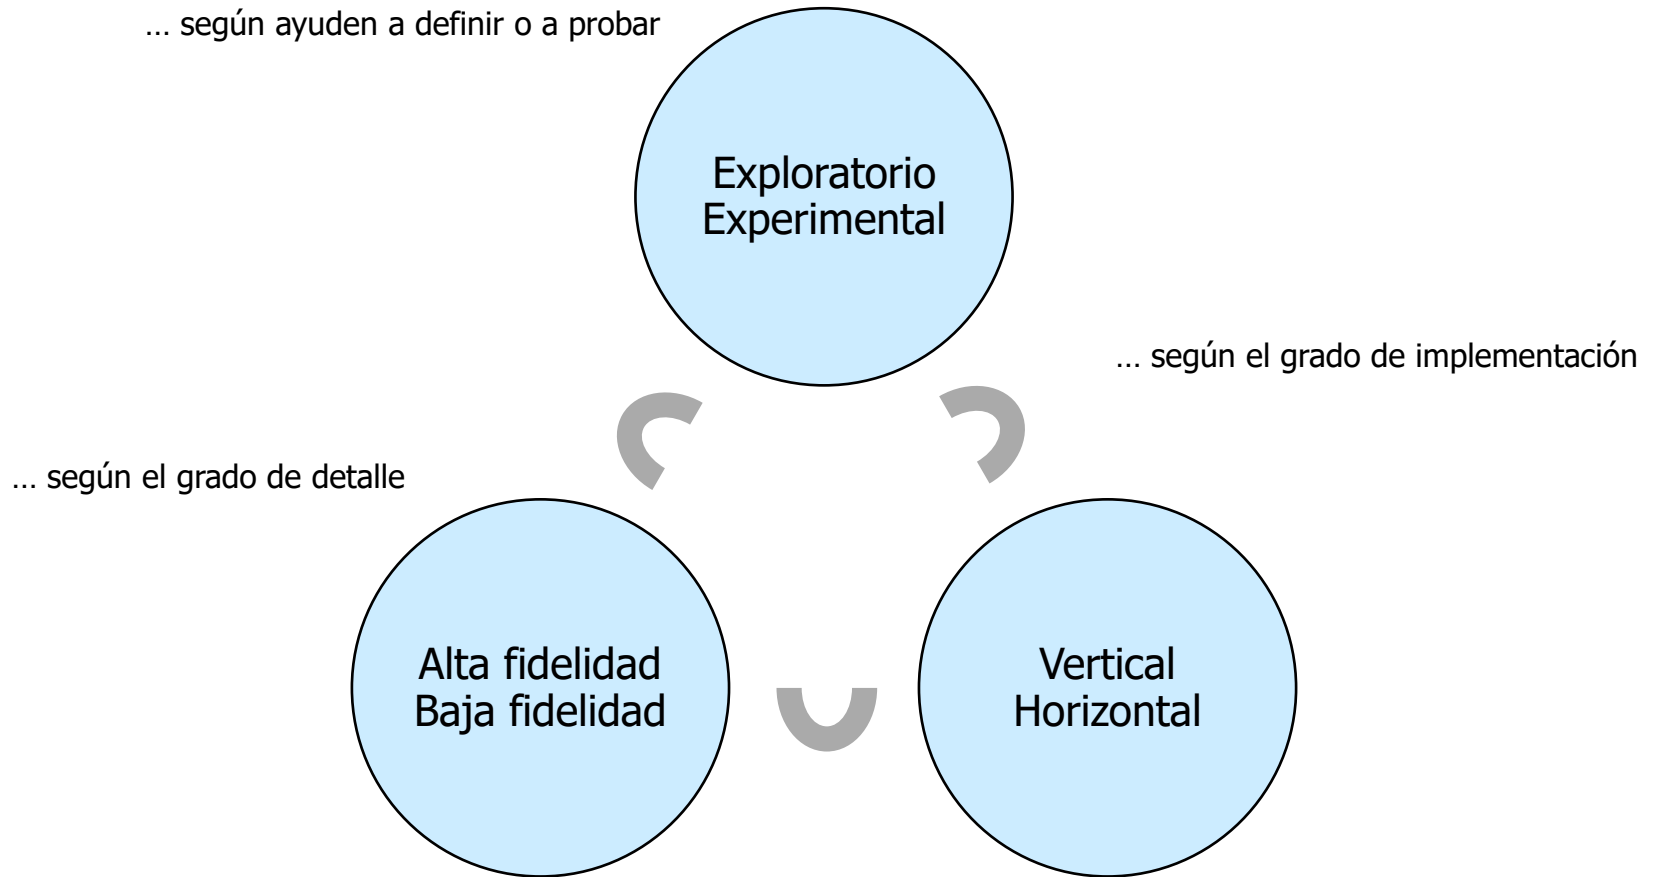 … según ayuden a definir o a probar
Exploratorio
Experimental
… según el grado de implementación
… según el grado de detalle
Alta fidelidad
Baja fidelidad
Vertical
Horizontal